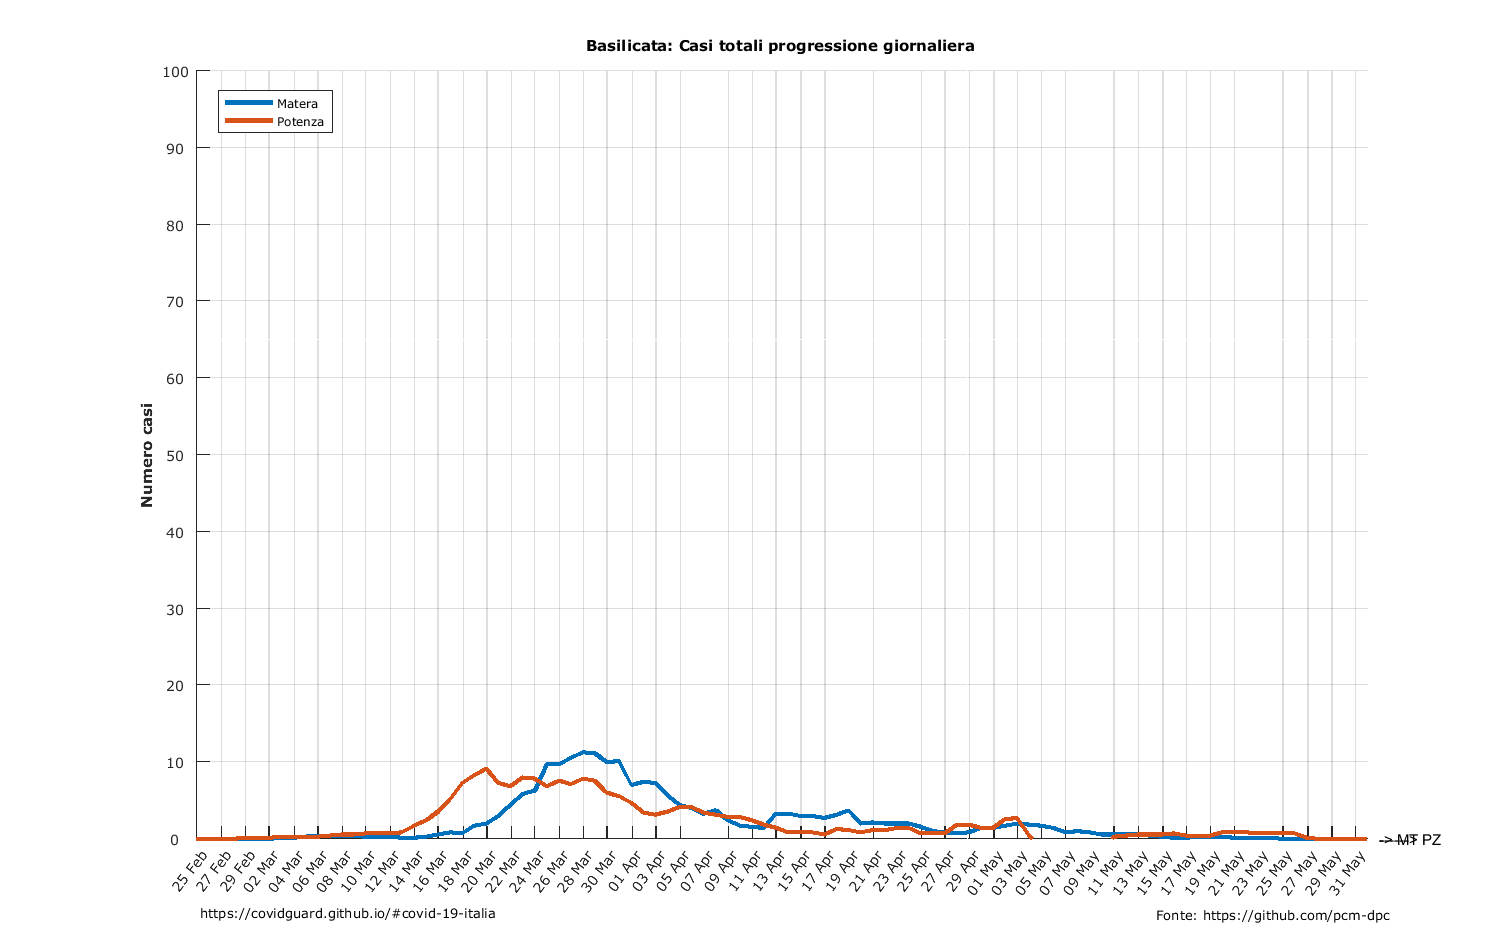 Basilicata: Casi totali progressione giornaliera
Matera
Potenza
Numero casi
100
90
80
70
60
50
40
30
20
10
0
25 Feb
27 Feb
29 Feb
02 Mar
04 Mar
06 Mar
08 Mar
10 Mar
12 Mar
14 Mar
16 Mar
18 Mar
20 Mar
22 Mar
24 Mar
26 Mar
28 Mar
30 Mar
01 Apr
03 Apr
05 Apr
07 Apr
09 Apr
11 Apr
13 Apr
15 Apr
17 Apr
19 Apr
21 Apr
23 Apr
25 Apr
27 Apr
29 Apr
01 May
03 May
05 May
07 May
09 May
11 May
13 May
15 May
17 May
19 May
21 May
23 May
25 May
27 May
29 May
31 May
-> MT PZ
https://covidguard.github.io/#covid-19-italia
Fonte: https://github.com/pcm-dpc